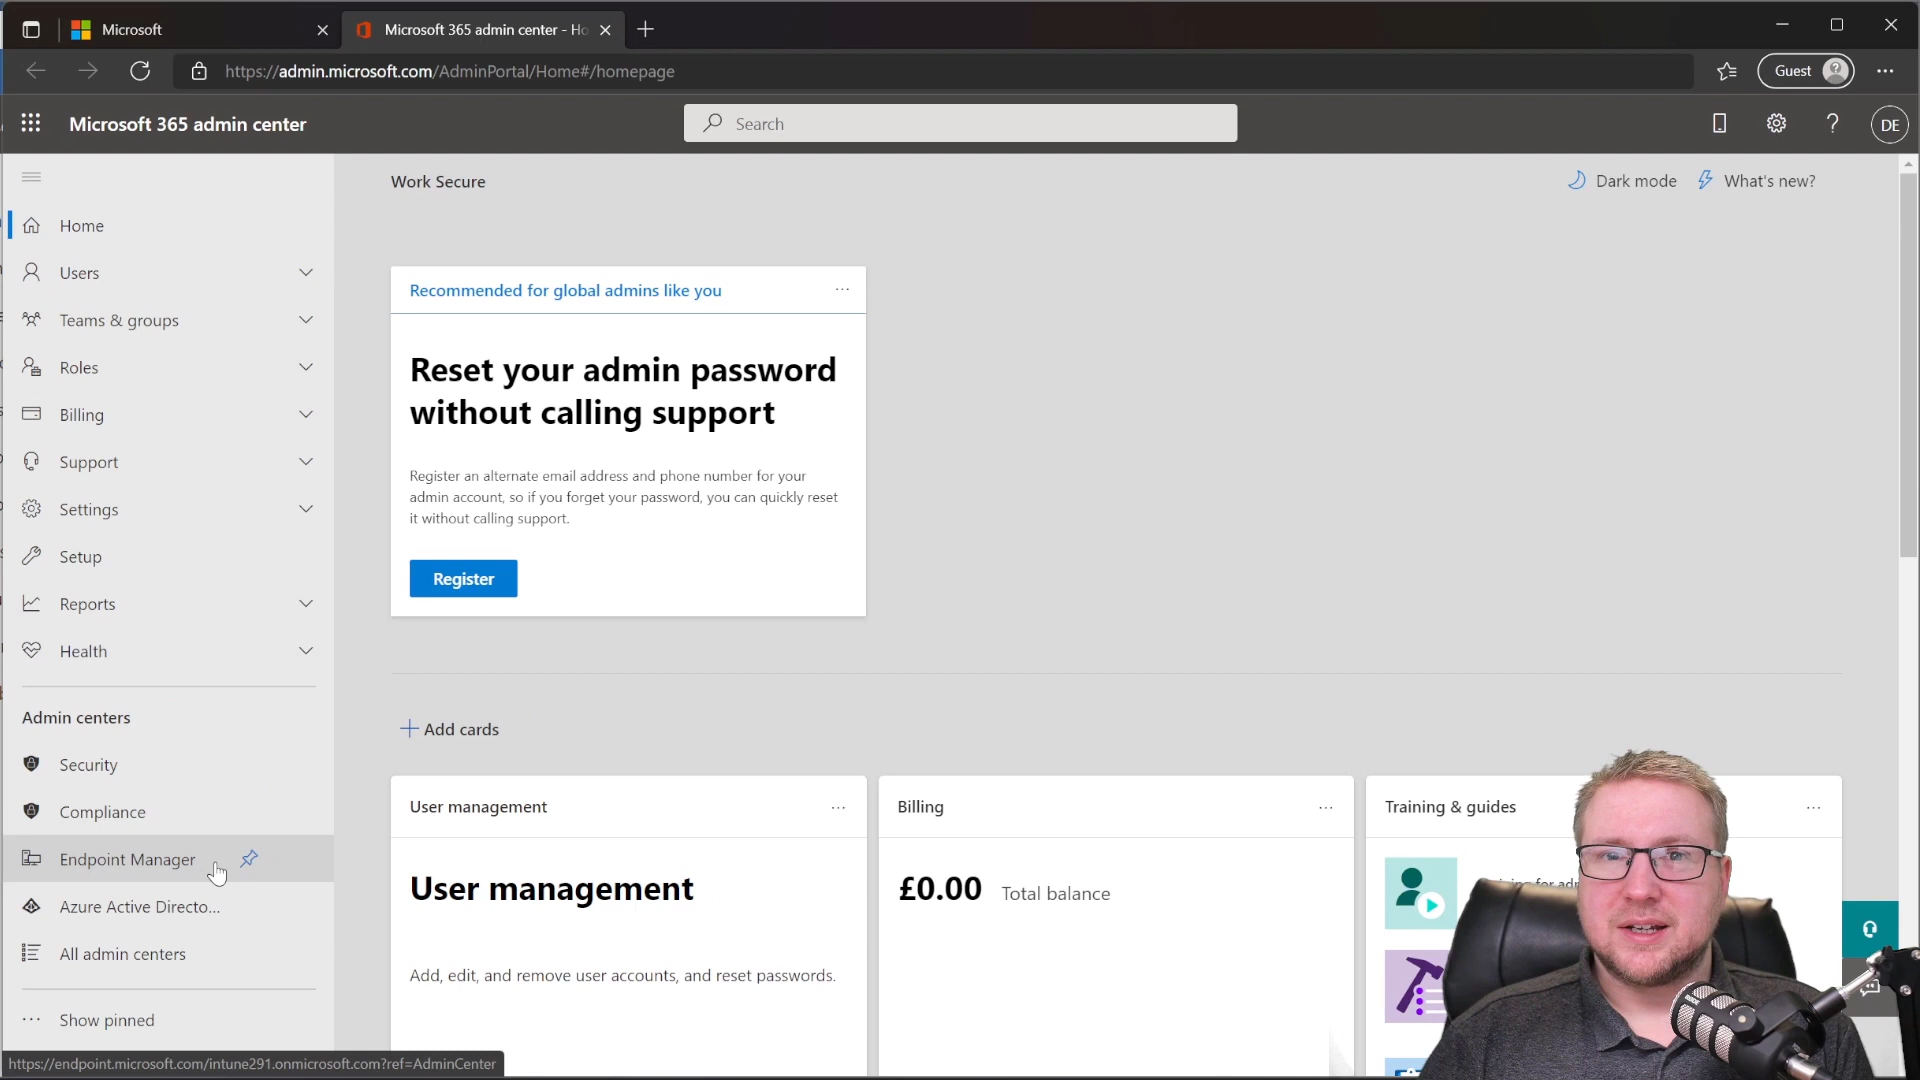 Microsoft
Microsoft 365 admin center - Ho
https://admin.microsoft.com/AdminPortal/Home#/homepage
Guest
Microsoft 365 admin center
Search
DE
Work Secure
Dark mode
What's new?
Home
Users
Teams & groups
Roles
Billing
Support
Settings
Setup
Reports
Health
Admin centers
Security
Compliance
Endpoint Manager
Azure Active Directo...
All admin centers
Show pinned
Recommended for global admins like you
Reset your admin password
without calling support
Register an alternate email address and phone number for your
admin account, so if you forget your password, you can quickly reset
it without calling support.
Register
Add cards
User management
User management
Add, edit, and remove user accounts, and reset passwords.
Billing
£0.00 Total balance
Training & guides
https://endpoint.microsoft.com/intune291.onmicrosoft.com?ref=AdminCenter